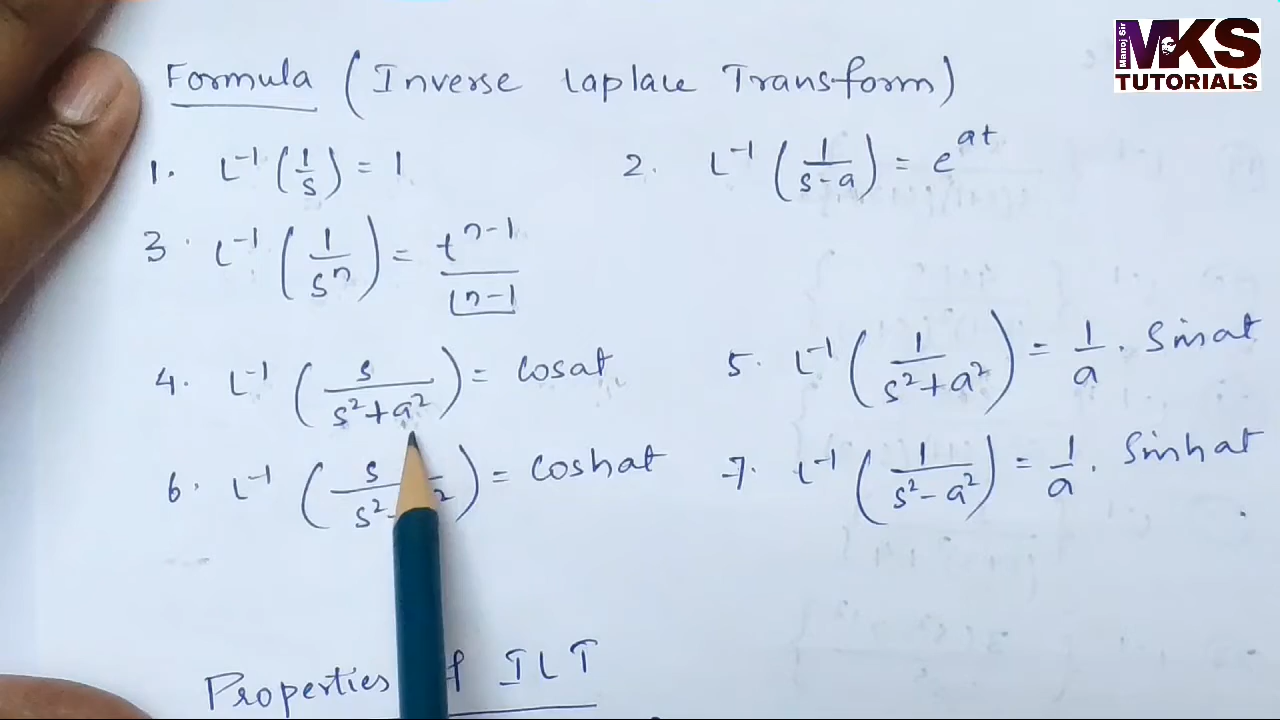 Manoj Sir MKS TUTORIALS
Formula (Inverse Laplace Transform)
1. L⁻¹(1/s) = 1
2. L⁻¹(1/(s-a)) = e^(at)
3. L⁻¹(1/sⁿ) = t^(n-1)/|n-1
4. L⁻¹(s/(s²+a²)) = cosat
5. L⁻¹(1/(s²+a²)) = 1/a . Sinat
6. L⁻¹(s/(s²-²)) = Coshat
7. L⁻¹(1/(s²-a²)) = 1/a . Sinhat
Properties ILT